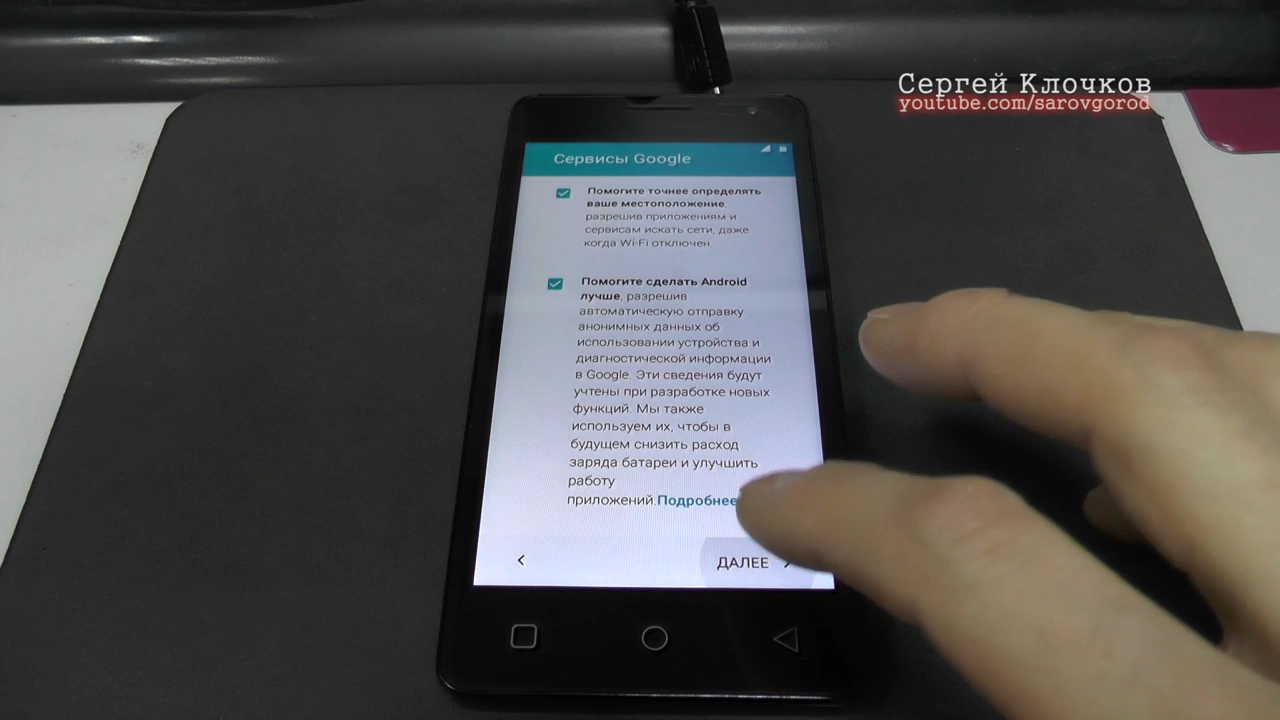 Сергей Клочков
youtube.com/sarovgorod
Сервисы Google
Помогите точнее определять
ваше местоположение,
разрешив приложениям и
сервисам искать сети, даже
когда Wi-Fi отключен.
Помогите сделать Android
лучше, разрешив
автоматическую отправку
анонимных данных об
использовании устройства и
диагностической информации
в Google. Эти сведения будут
учтены при разработке новых
функций. Мы также
используем их, чтобы в
будущем снизить расход
заряда батареи и улучшить
работу
приложений.Подробнее
ДАЛЕЕ